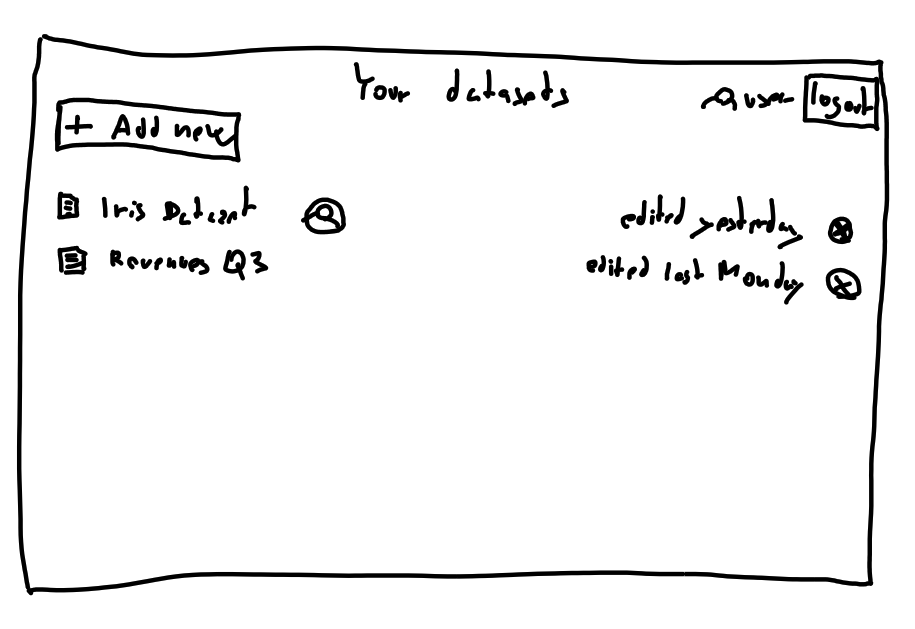 Your datasets
user
logout
+ Add new
Iris Dataset
edited yesterday
Revenues Q3
edited last Monday